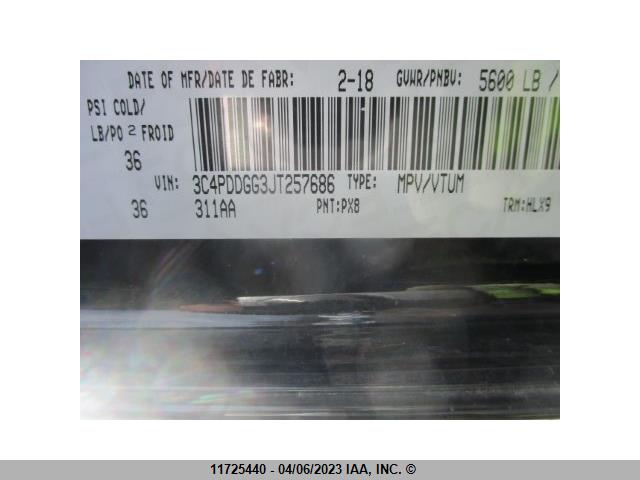 DATE OF MFR/DATE DE FABR: 2-18 GVWR/PNBV: 5600 LB /
PSI COLD/
LB/PO 2 FROID
36
VIN: 3C4PDDGG3JT257686 TYPE: MPV/VTUM
36 311AA PNT:PX8 TRM:HLX9
11725440 - 04/06/2023 IAA, INC. ©